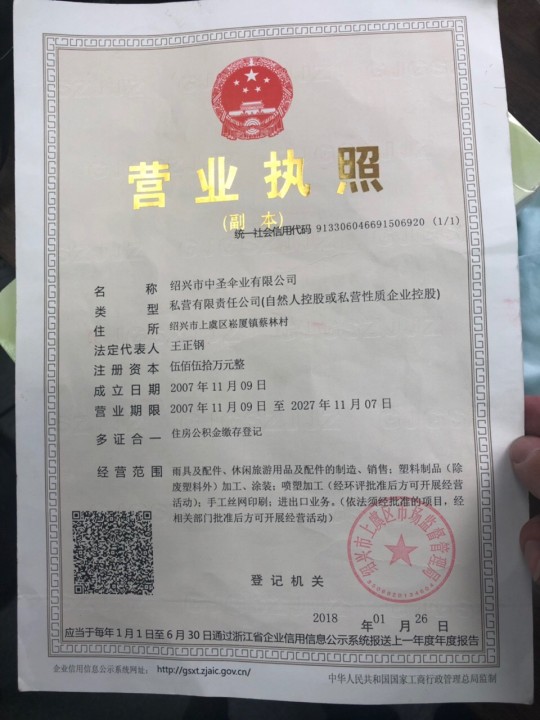 营业执照
(副 本)
统一社会信用代码 913306046691506920 (1/1)
名 称 绍兴市中圣伞业有限公司
类 型 私营有限责任公司(自然人控股或私营性质企业控股)
住 所 绍兴市上虞区崧厦镇蔡林村
法定代表人 王正钢
注册资本 伍佰伍拾万元整
成立日期 2007 年 11 月 09 日
营业期限 2007 年 11 月 09 日 至 2027 年 11 月 07 日
多证合一 住房公积金缴存登记
经营范围 雨具及配件、休闲旅游用品及配件的制造、销售；塑料制品（除
废塑料外）加工、涂装；喷塑加工（经环评批准后方可开展经营
活动）；手工丝网印刷；进出口业务。（依法须经批准的项目，经
相关部门批准后方可开展经营活动）
绍兴市上虞区市场监督管理局
登记机关
2018 年 01 月 26 日
应当于每年1月1日至6月30日通过浙江省企业信用信息公示系统报送上一年度年度报告
企业信用信息公示系统网址： http://gsxt.zjaic.gov.cn/
中华人民共和国国家工商行政管理总局监制